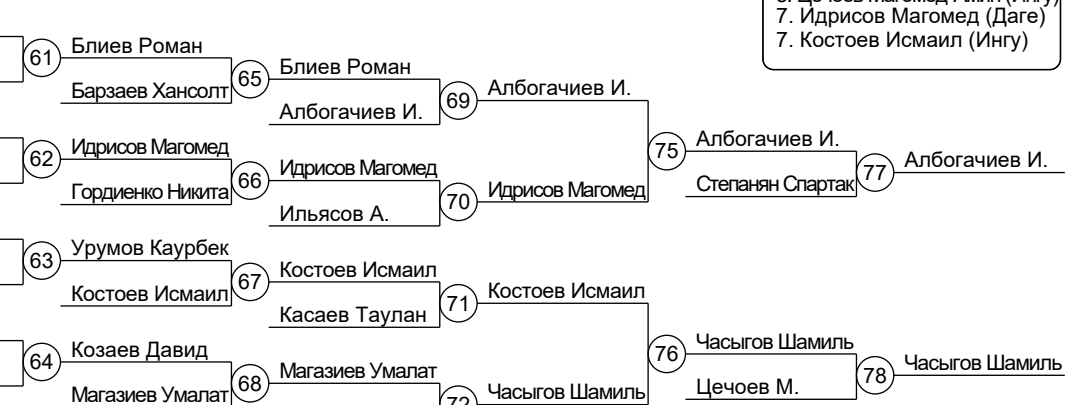 7. Идрисов Магомед (Даге)
7. Костоев Исмаил (Ингу)
61
Блиев Роман
Барзаев Хансолт
65
Блиев Роман
Албогачиев И.
69
Албогачиев И.
62
Идрисов Магомед
Гордиенко Никита
66
Идрисов Магомед
Ильясов А.
70
Идрисов Магомед
75
Албогачиев И.
Степанян Спартак
77
Албогачиев И.
63
Урумов Каурбек
Костоев Исмаил
67
Костоев Исмаил
Касаев Таулан
71
Костоев Исмаил
64
Козаев Давид
Магазиев Умалат
68
Магазиев Умалат
72
Часыгов Шамиль
76
Часыгов Шамиль
Цечоев М.
78
Часыгов Шамиль